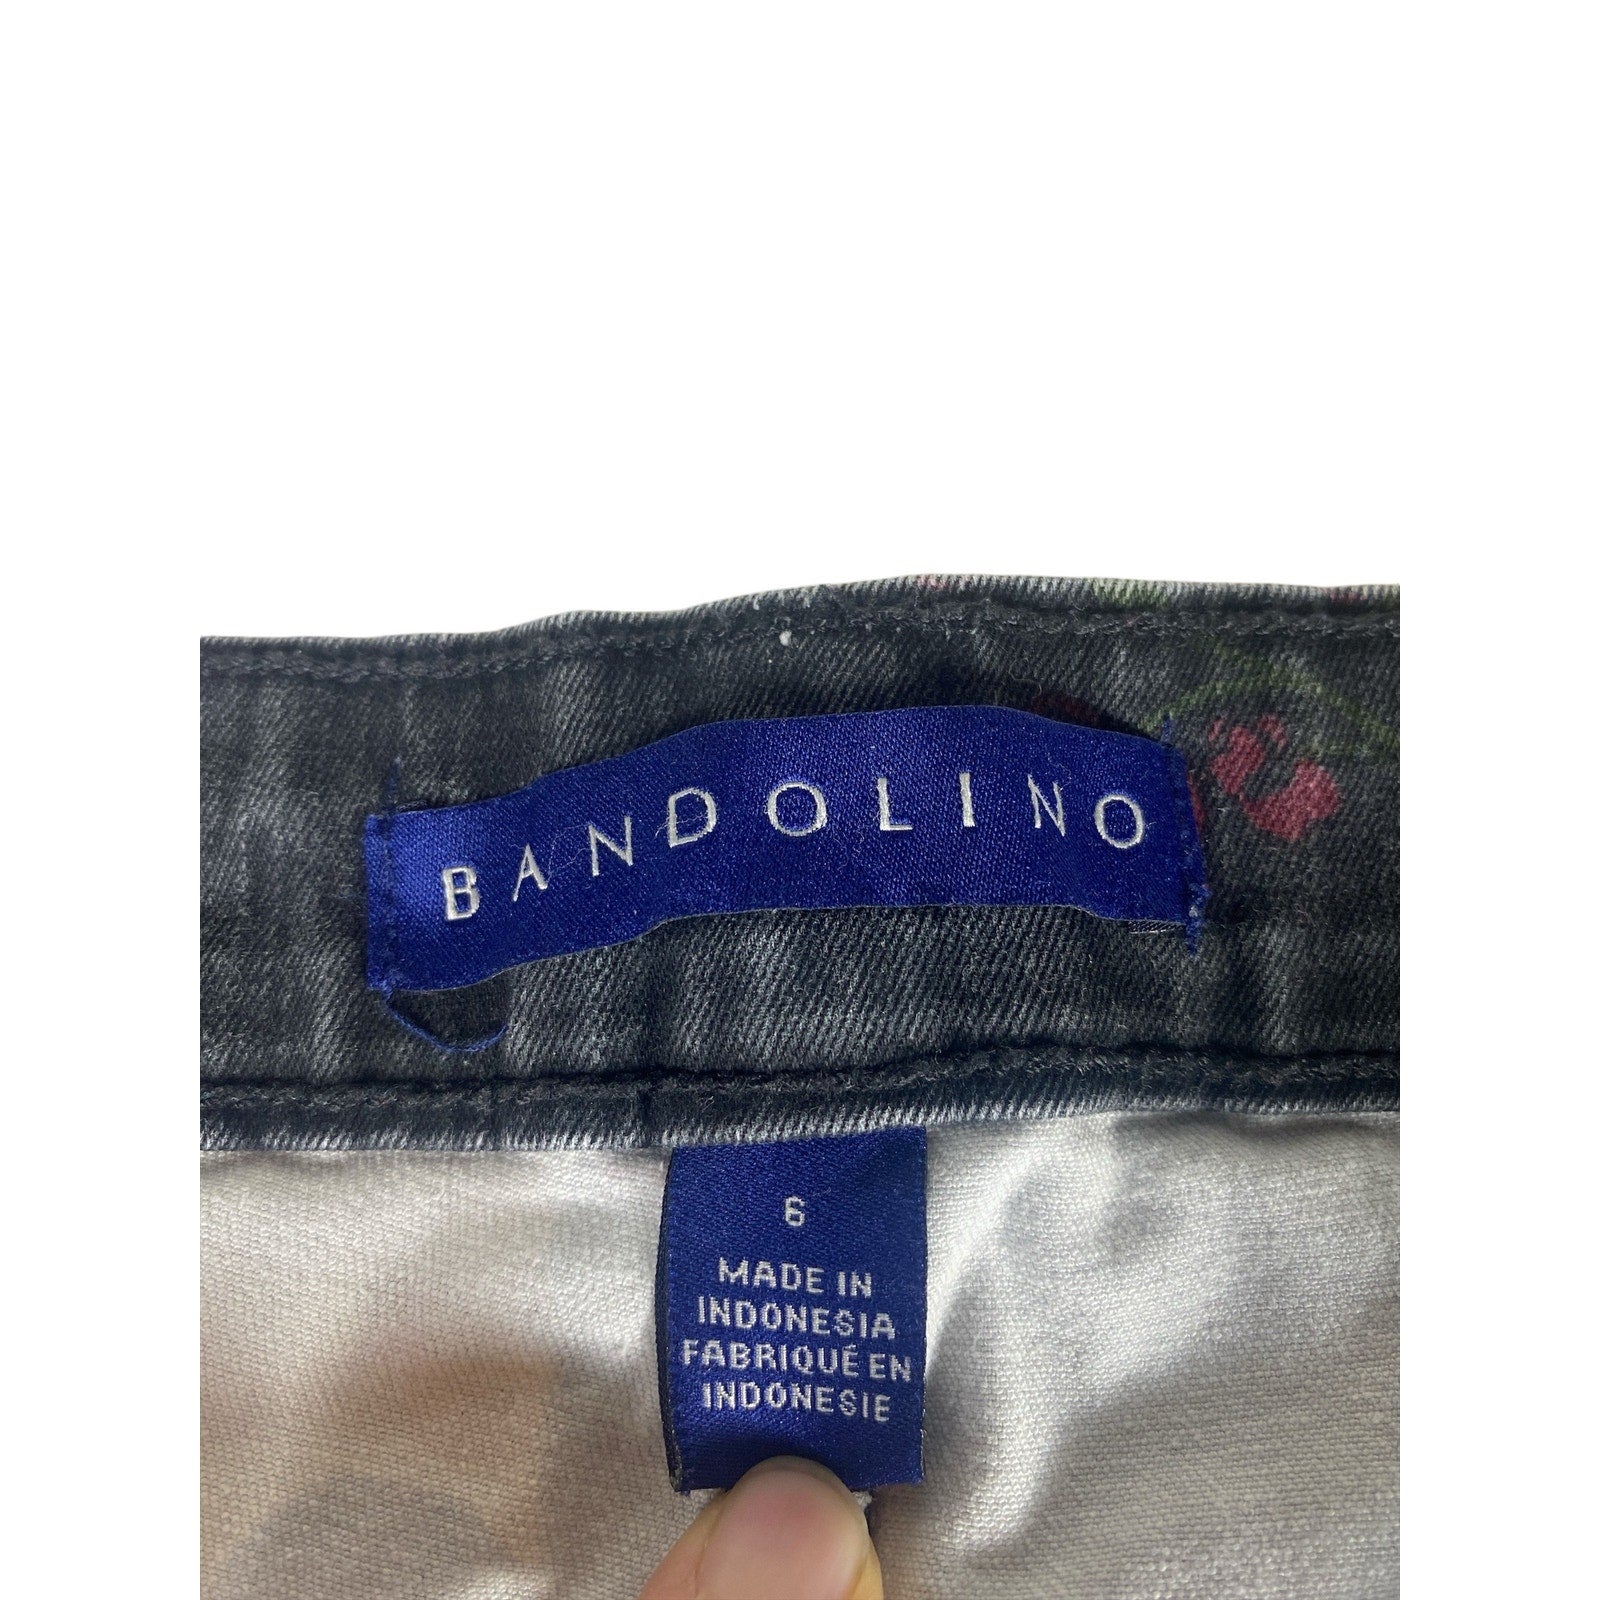 BANDOLINO
6
MADE IN
INDONESIA
FABRIQUÉ EN
INDONESIE